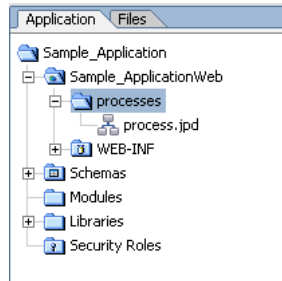 Application Files
Sample_Application
Sample_ApplicationWeb
processes
process.jpd
WEB-INF
Schemas
Modules
Libraries
Security Roles